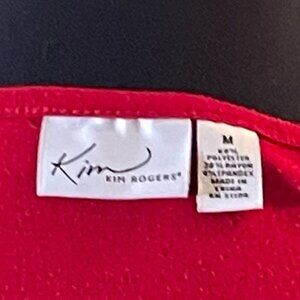 Kim
KIM ROGERS®
M
POLYESTER
RAYON
SPANDEX
MADE IN
CHINA